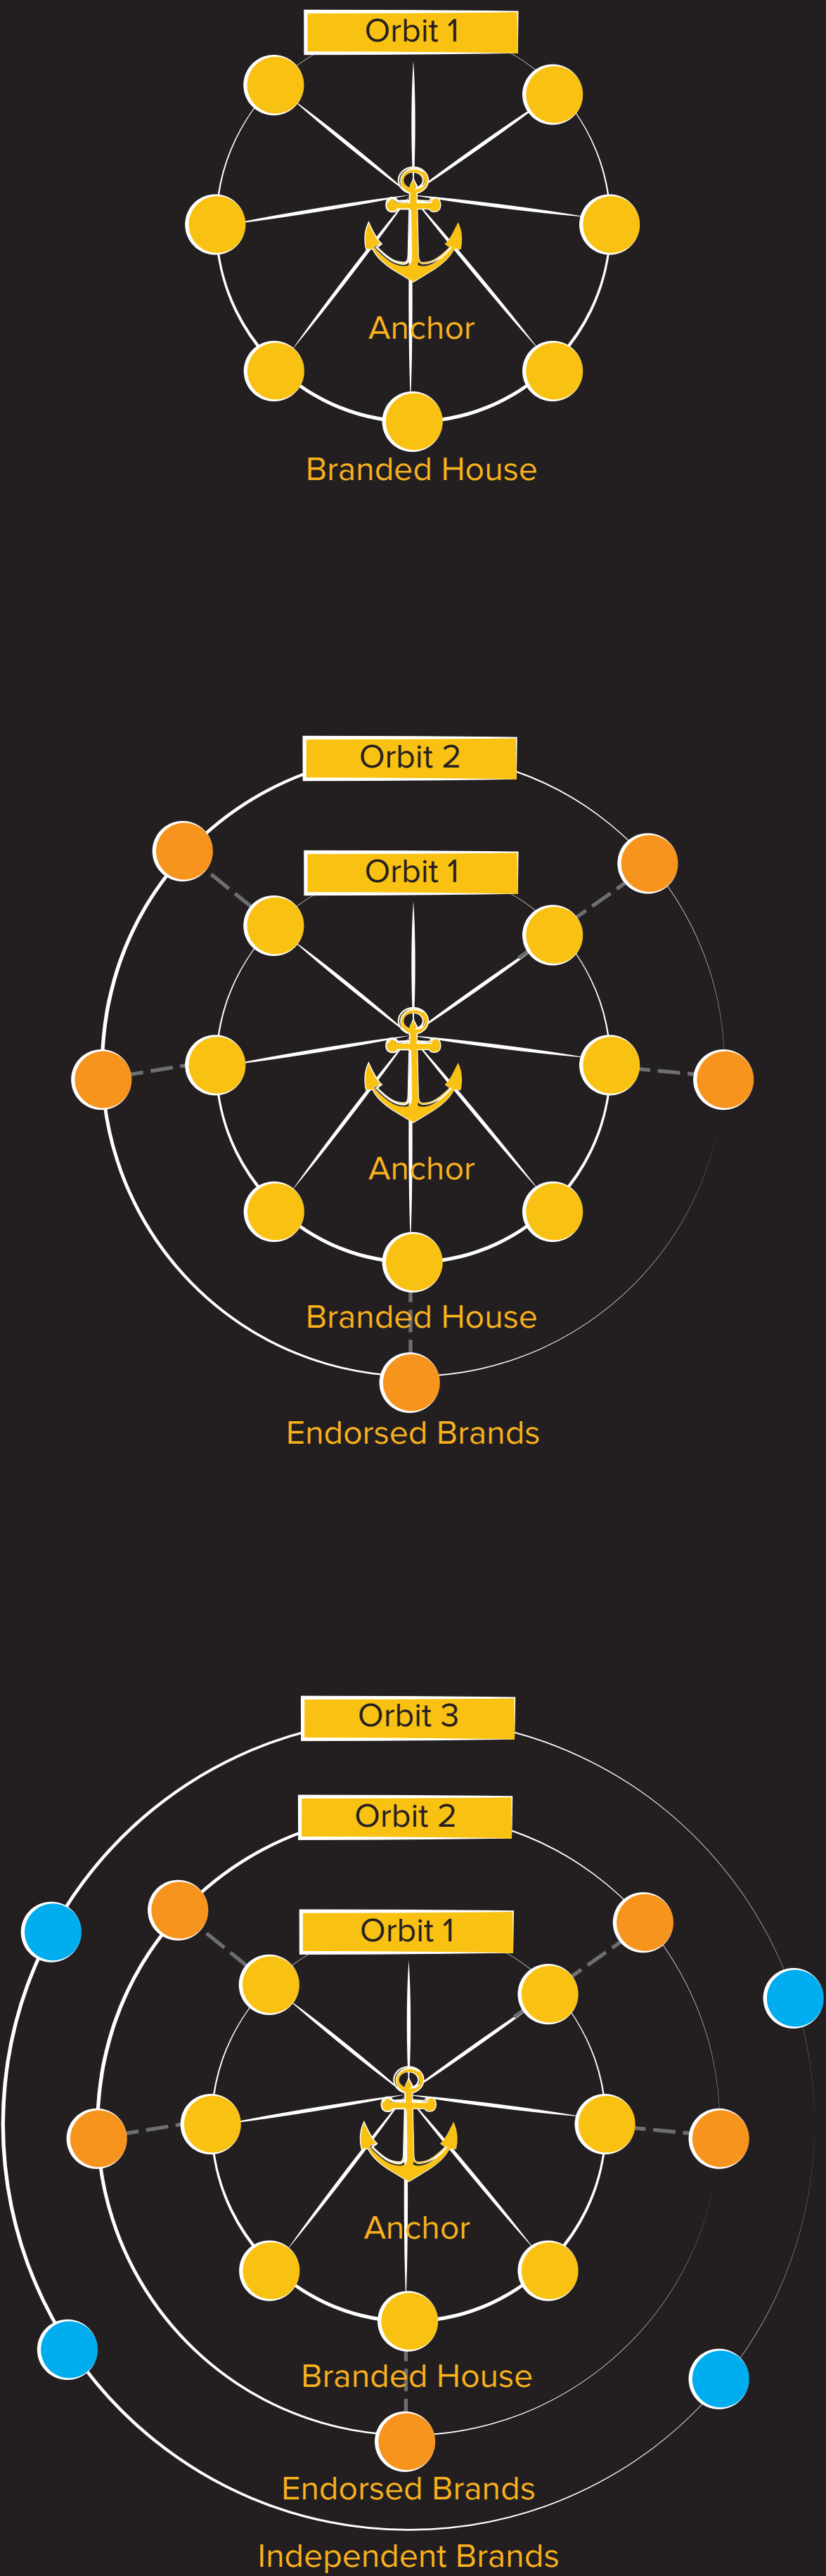 Orbit 1
Anchor
Branded House
Orbit 2
Orbit 1
Anchor
Branded House
Endorsed Brands
Orbit 3
Orbit 2
Orbit 1
Anchor
Branded House
Endorsed Brands
Independent Brands